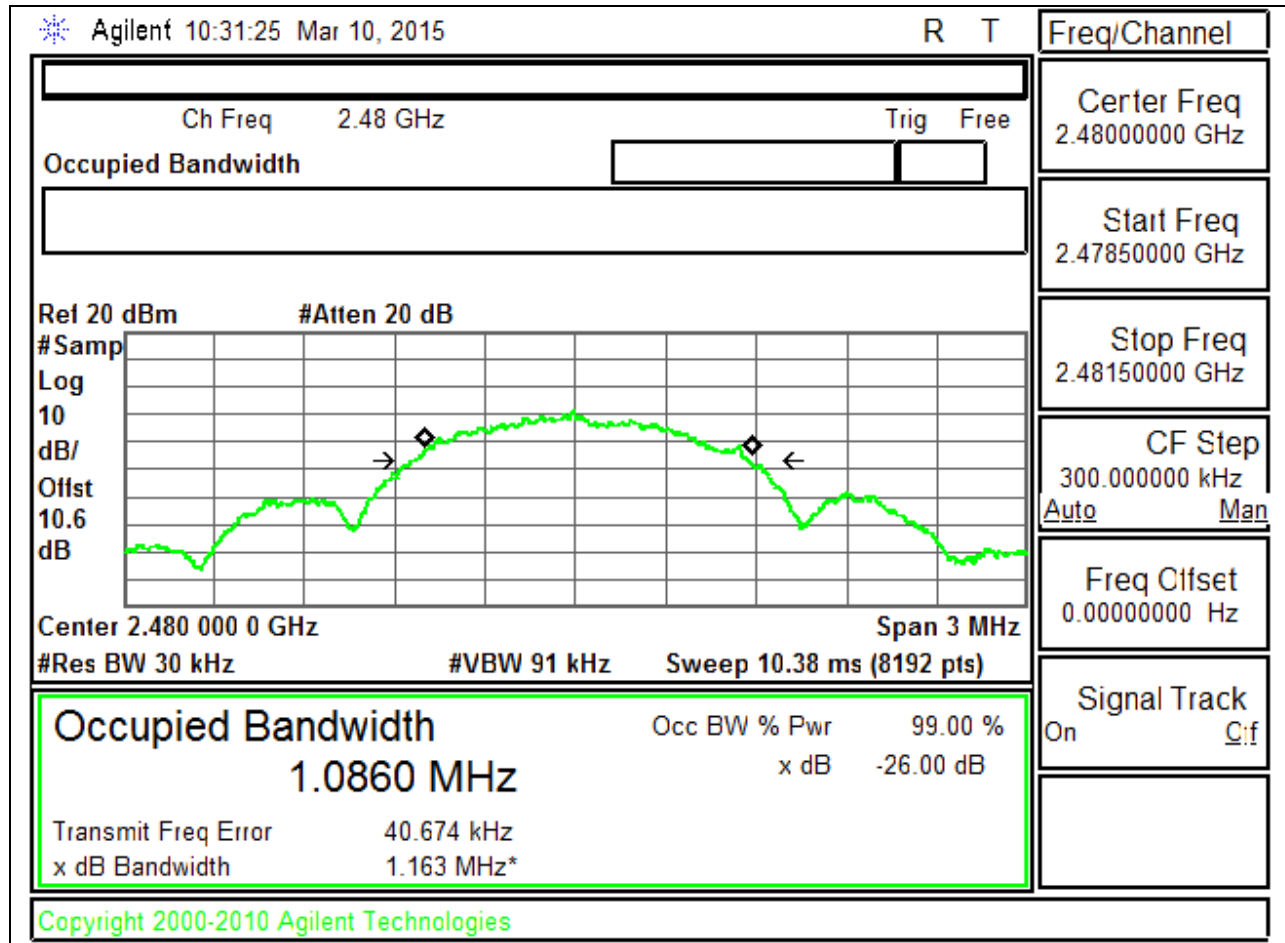 Agilent 10:31:25 Mar 10, 2015 R T
Ch Freq 2.48 GHz Trig Free
Occupied Bandwidth
Ref 20 dBm #Atten 20 dB
#Samp
Log
10
dB/
Offst
10.6
dB
Center 2.480 000 0 GHz Span 3 MHz
#Res BW 30 kHz #VBW 91 kHz Sweep 10.38 ms (8192 pts)
Occupied Bandwidth Occ BW % Pwr 99.00 %
1.0860 MHz x dB -26.00 dB
Transmit Freq Error 40.674 kHz
x dB Bandwidth 1.163 MHz*
Copyright 2000-2010 Agilent Technologies
Freq/Channel
Center Freq
2.48000000 GHz
Start Freq
2.47850000 GHz
Stop Freq
2.48150000 GHz
CF Step
300.000000 kHz
Auto Man
Freq Offset
0.00000000 Hz
Signal Track
On Off